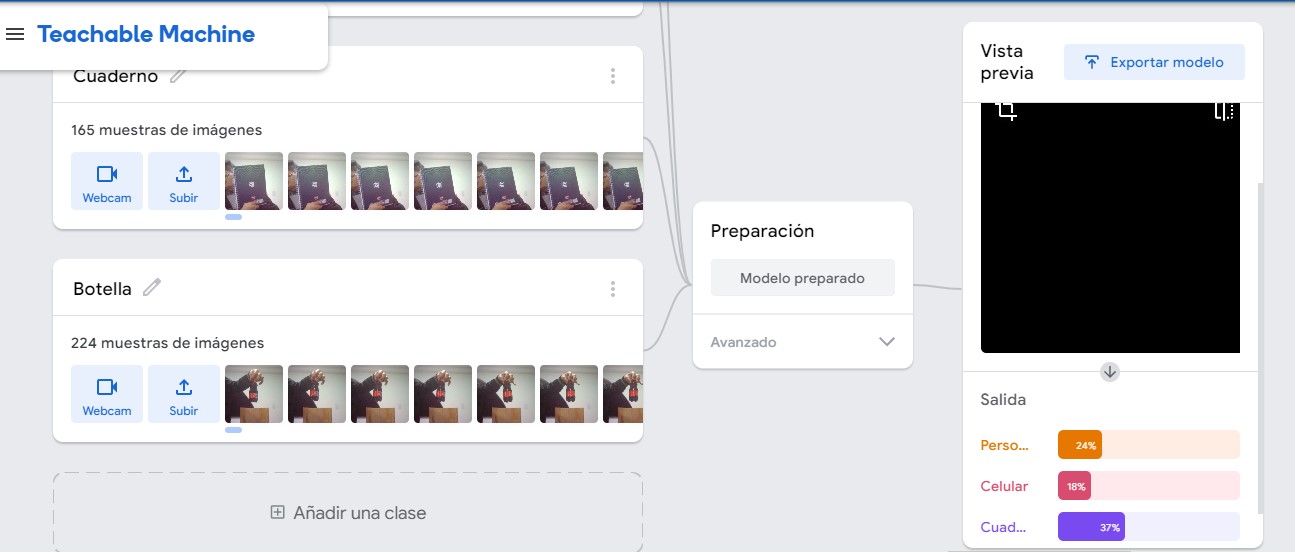 Teachable Machine
Cuaderno
165 muestras de imágenes
Webcam
Subir
Botella
224 muestras de imágenes
Webcam
Subir
Añadir una clase
Preparación
Modelo preparado
Avanzado
Vista
previa
Exportar modelo
Salida
Perso... 24%
Celular 18%
Cuad... 37%